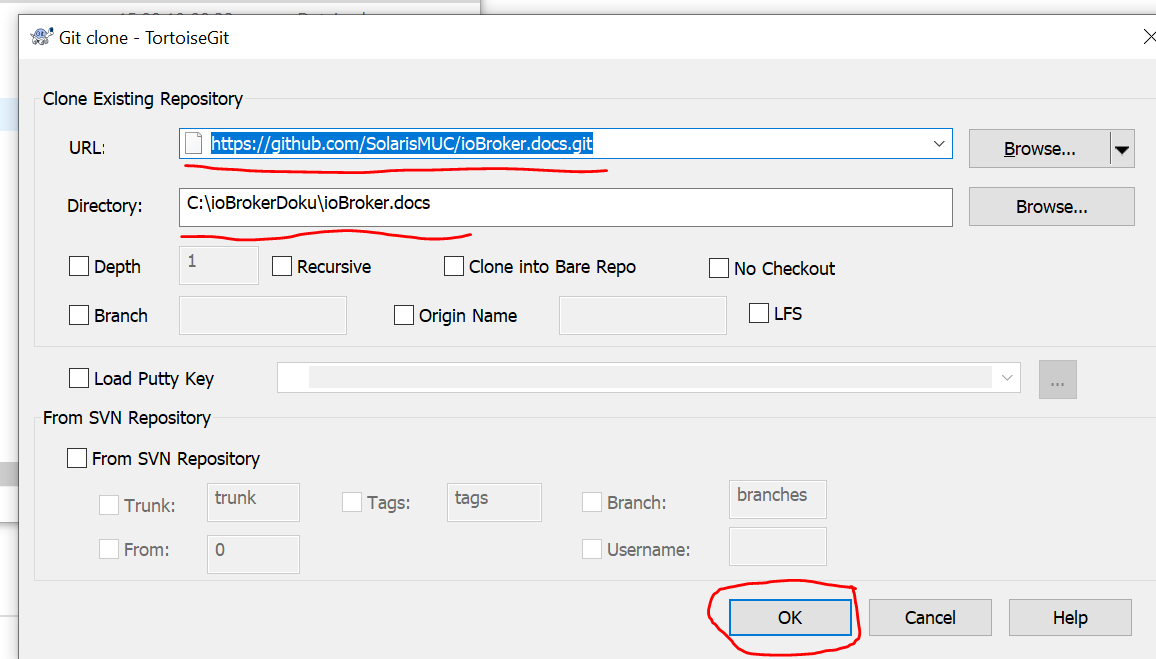 Git clone - TortoiseGit
Clone Existing Repository
URL: https://github.com/SolarisMUC/ioBroker.docs.git Browse...
Directory: C:\ioBrokerDoku\ioBroker.docs Browse...
Depth 1 Recursive Clone into Bare Repo No Checkout
Branch Origin Name LFS
Load Putty Key ...
From SVN Repository
From SVN Repository
Trunk: trunk Tags: tags Branch: branches
From: 0 Username:
OK Cancel Help